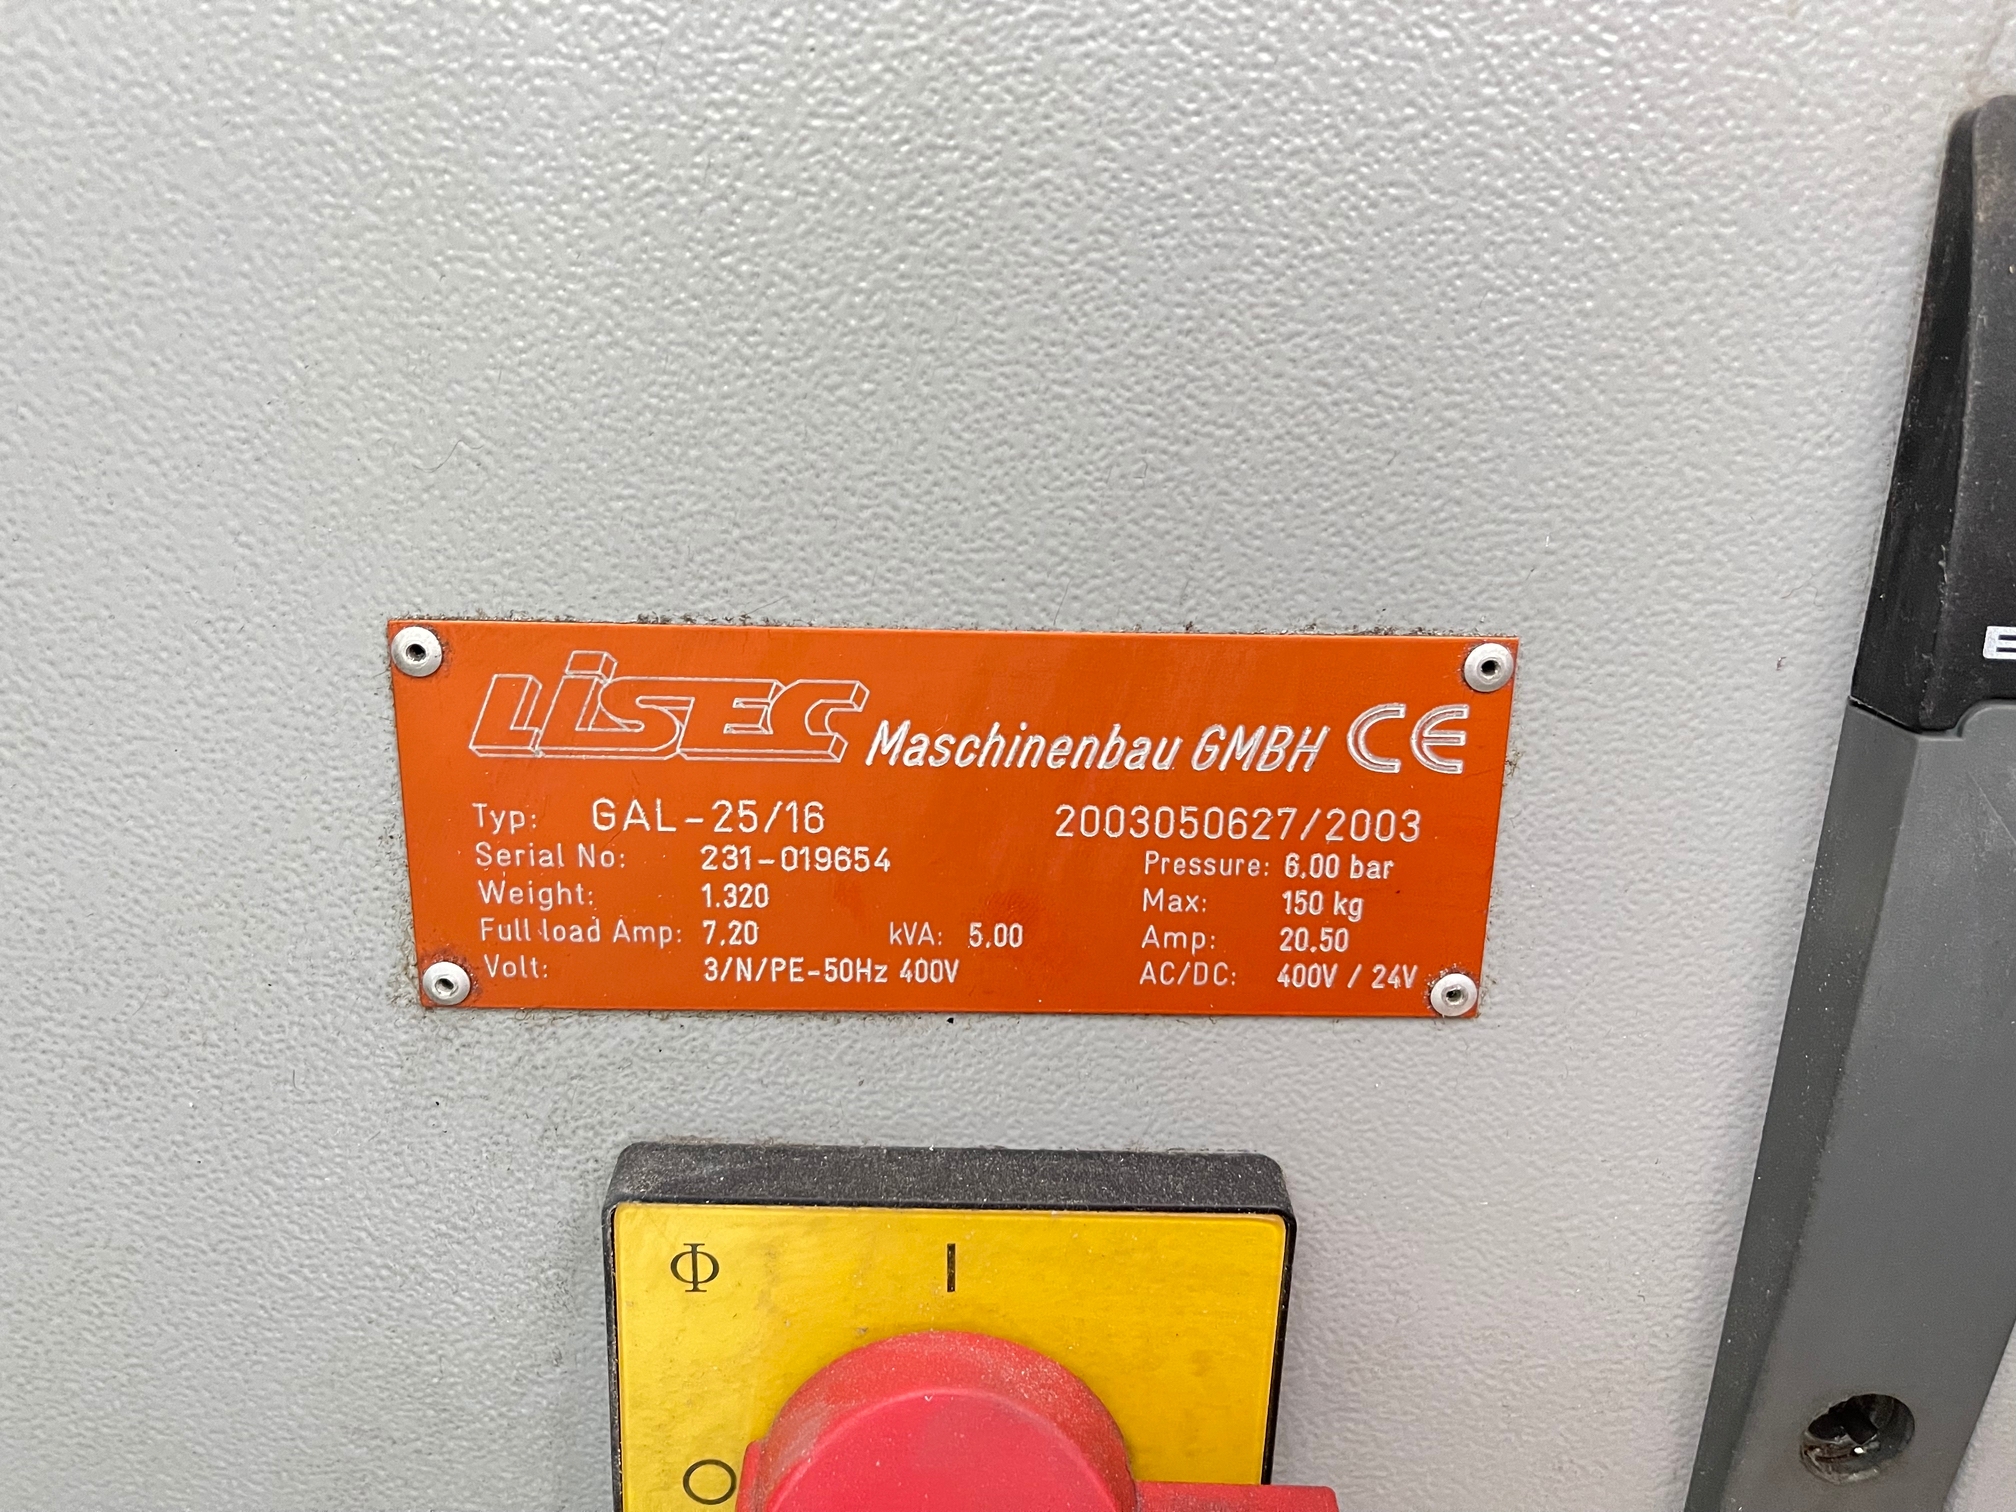 LiSEC Maschinenbau GMBH CE
Typ: GAL-25/16 2003050627/2003
Serial No: 231-019654 Pressure: 6.00 bar
Weight: 1.320 Max: 150 kg
Full load Amp: 7.20 kVA: 5.00 Amp: 20.50
Volt: 3/N/PE-50Hz 400V AC/DC: 400V / 24V
Φ I
O